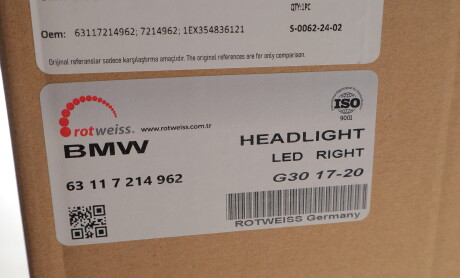 QTY:1PC
Oem: 63117214962; 7214962; 1EX354836121
S-0062-24-02
Orijinal referanslar sadece karşılaştırma amaçlıdır. The original references are for only comparison.
rotweiss. www.rotweiss.com.tr
ISO
9001
BMW
HEADLIGHT
LED RIGHT
63 11 7 214 962
G30 17-20
ROTWEISS Germany